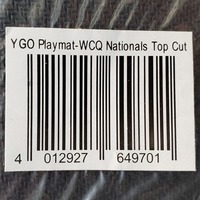 YGO Playmat-WCQ Nationals Top Cut
4 012927 649701